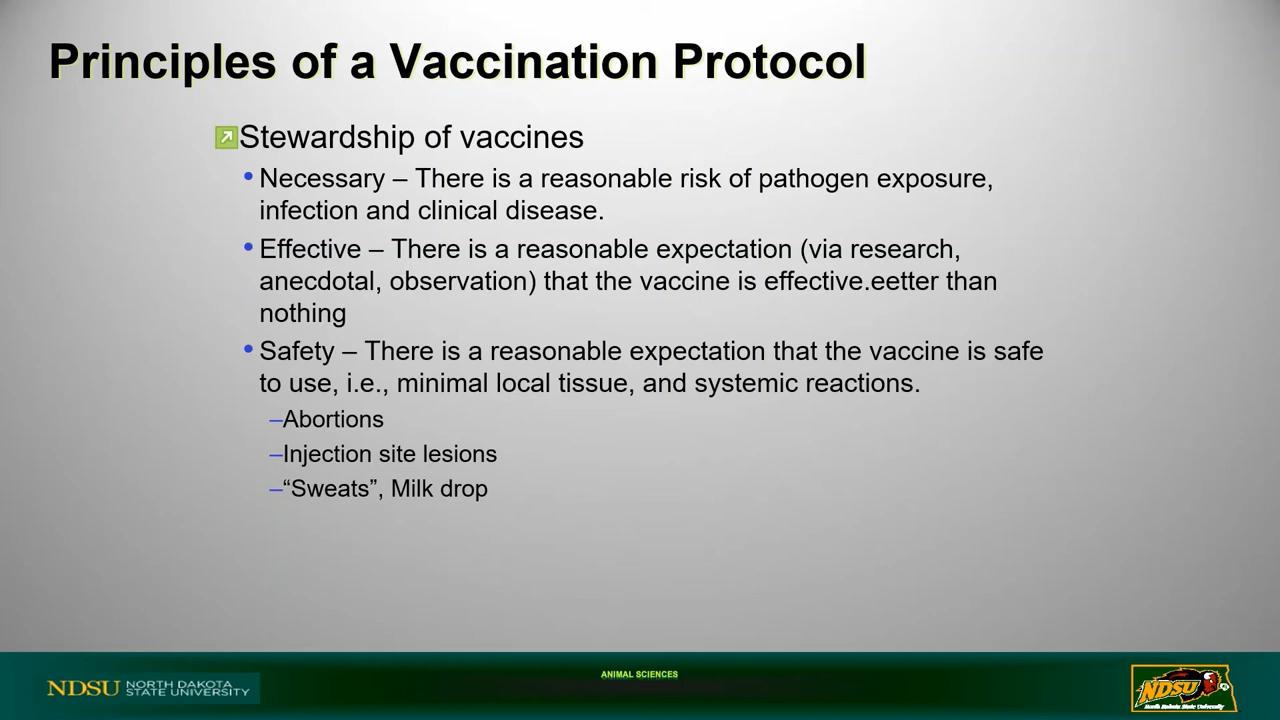 Principles of a Vaccination Protocol
Stewardship of vaccines
• Necessary – There is a reasonable risk of pathogen exposure,
infection and clinical disease.
• Effective – There is a reasonable expectation (via research,
anecdotal, observation) that the vaccine is effective.eetter than
nothing
• Safety – There is a reasonable expectation that the vaccine is safe
to use, i.e., minimal local tissue, and systemic reactions.
–Abortions
–Injection site lesions
–“Sweats”, Milk drop
ANIMAL SCIENCES
NDSU NORTH DAKOTA
STATE UNIVERSITY
NDSU
North Dakota State University